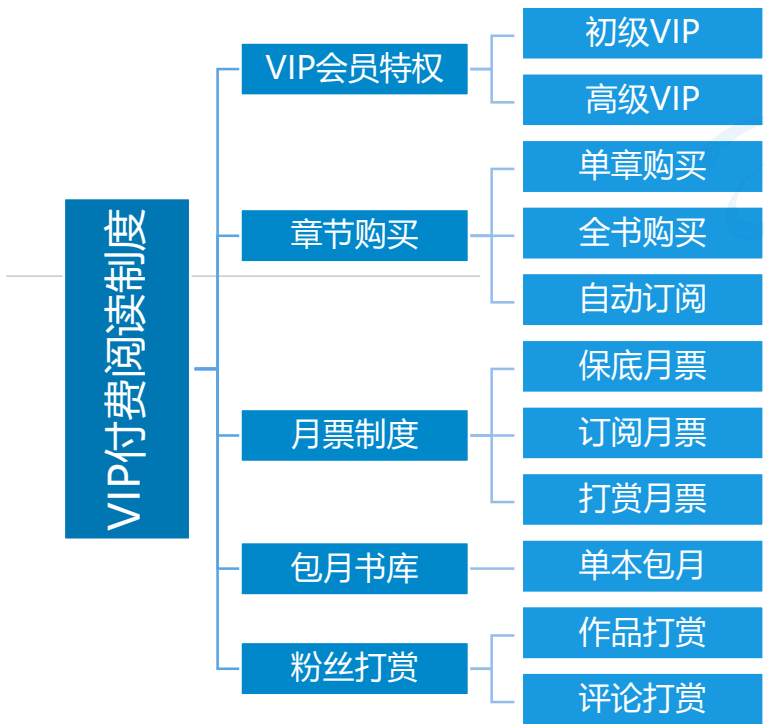 VIP付费阅读制度
VIP会员特权
初级VIP
高级VIP
章节购买
单章购买
全书购买
自动订阅
月票制度
保底月票
订阅月票
打赏月票
包月书库
单本包月
粉丝打赏
作品打赏
评论打赏